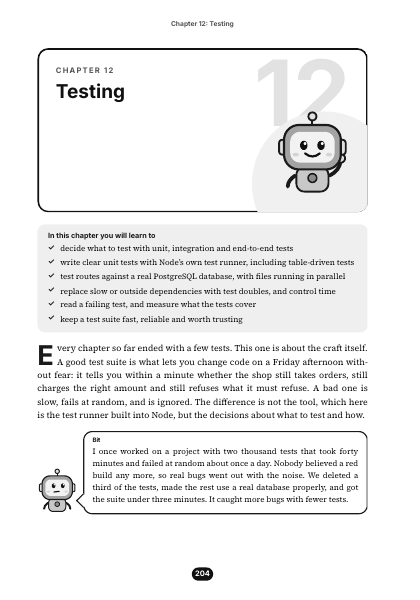 Chapter 12: Testing
12
CHAPTER 12
Testing
In this chapter you will learn to
✓ decide what to test with unit, integration and end-to-end tests
✓ write clear unit tests with Node's own test runner, including table-driven tests
✓ test routes against a real PostgreSQL database, with files running in parallel
✓ replace slow or outside dependencies with test doubles, and control time
✓ read a failing test, and measure what the tests cover
✓ keep a test suite fast, reliable and worth trusting
Every chapter so far ended with a few tests. This one is about the craft itself.
A good test suite is what lets you change code on a Friday afternoon with-
out fear: it tells you within a minute whether the shop still takes orders, still
charges the right amount and still refuses what it must refuse. A bad one is
slow, fails at random, and is ignored. The difference is not the tool, which here
is the test runner built into Node, but the decisions about what to test and how.
Bit
I once worked on a project with two thousand tests that took forty
minutes and failed at random about once a day. Nobody believed a red
build any more, so real bugs went out with the noise. We deleted a
third of the tests, made the rest use a real database properly, and got
the suite under three minutes. It caught more bugs with fewer tests.
204